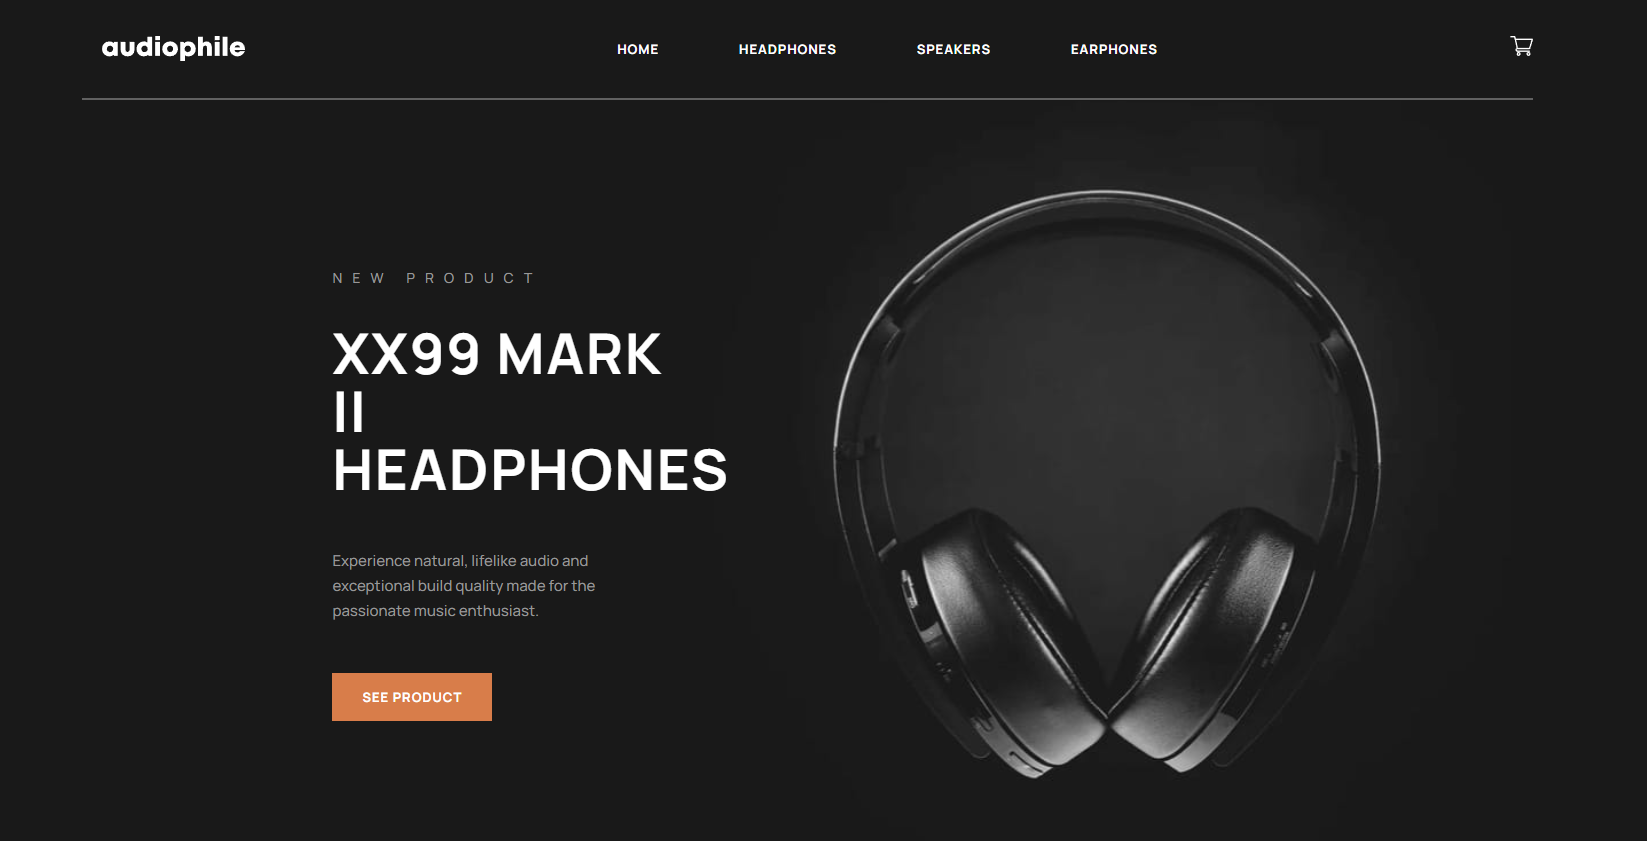 audiophile
HOME HEADPHONES SPEAKERS EARPHONES
NEW PRODUCT
XX99 MARK
II
HEADPHONES
Experience natural, lifelike audio and
exceptional build quality made for the
passionate music enthusiast.
SEE PRODUCT